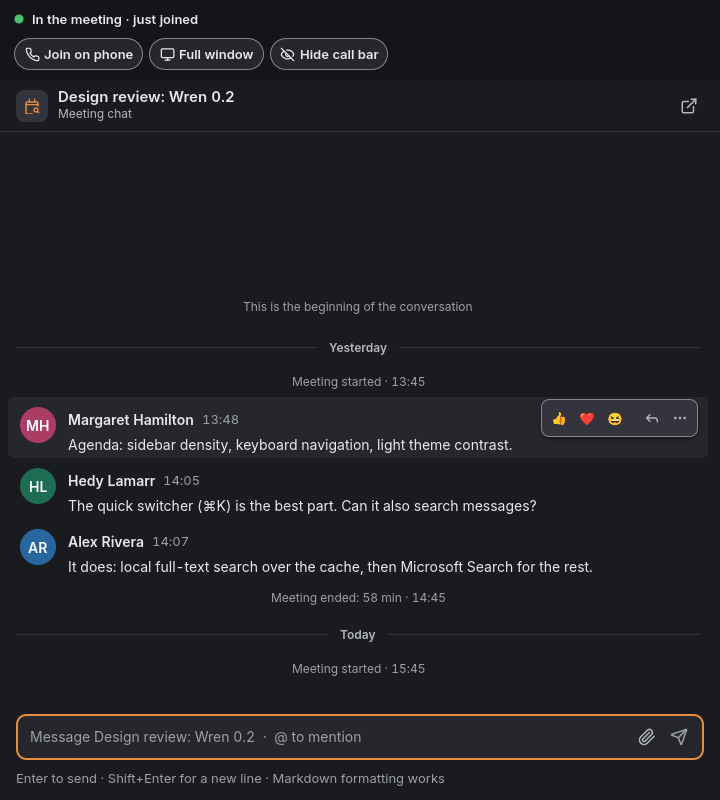 In the meeting · just joined
Join on phone Full window Hide call bar
Design review: Wren 0.2
Meeting chat
This is the beginning of the conversation
Yesterday
Meeting started · 13:45
MH Margaret Hamilton 13:48
Agenda: sidebar density, keyboard navigation, light theme contrast.
HL Hedy Lamarr 14:05
The quick switcher (⌘K) is the best part. Can it also search messages?
AR Alex Rivera 14:07
It does: local full-text search over the cache, then Microsoft Search for the rest.
Meeting ended: 58 min · 14:45
Today
Meeting started · 15:45
Message Design review: Wren 0.2 · @ to mention
Enter to send · Shift+Enter for a new line · Markdown formatting works